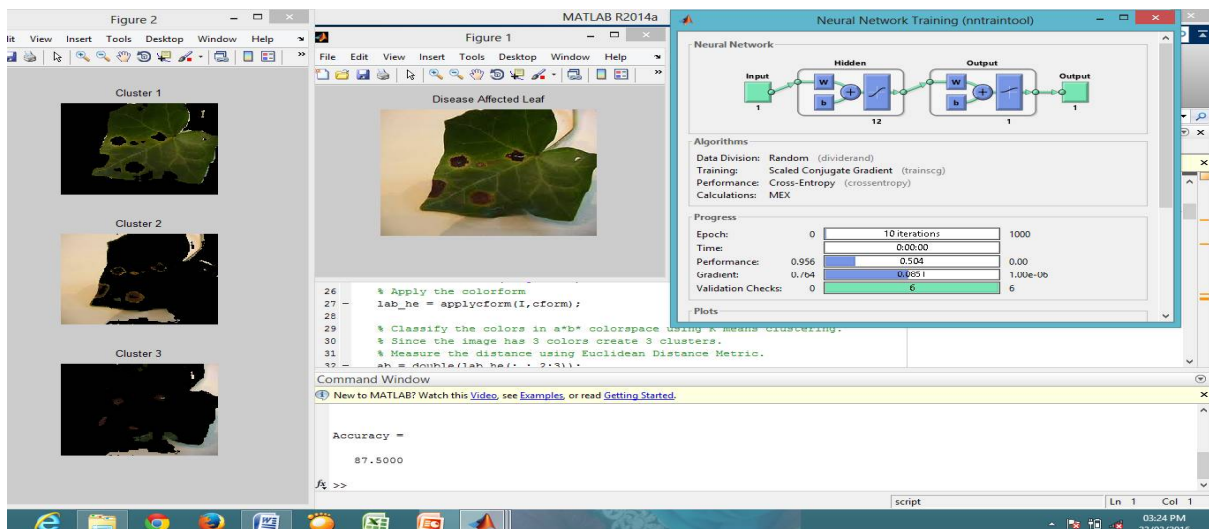 Figure 2
it View Insert Tools Desktop Window Help
Cluster 1
Cluster 2
Cluster 3
MATLAB R2014a
Figure 1
File Edit View Insert Tools Desktop Window Help
Disease Affected Leaf
Neural Network Training (nntraintool)
Neural Network
Hidden
Output
Input
W
b
W
b
Output
1
12
1
1
Algorithms
Data Division: Random (dividerand)
Training: Scaled Conjugate Gradient (trainscg)
Performance: Cross-Entropy (crossentropy)
Calculations: MEX
Progress
Epoch: 0 10 iterations 1000
Time: 0:00:00
Performance: 0.956 0.504 0.00
Gradient: 0.764 0.0851 1.00e-06
Validation Checks: 0 6 6
Plots
26 % Apply the colorform
27 - lab_he = applycform(I,cform);
28
29 % Classify the colors in a*b* colorspace using K means clustering.
30 % Since the image has 3 colors create 3 clusters.
31 % Measure the distance using Euclidean Distance Metric.
32 - ab = double(lab_he(:,:,2:3));
Command Window
New to MATLAB? Watch this Video, see Examples, or read Getting Started.
Accuracy =
87.5000
fx >>
script Ln 1 Col 1
03:24 PM